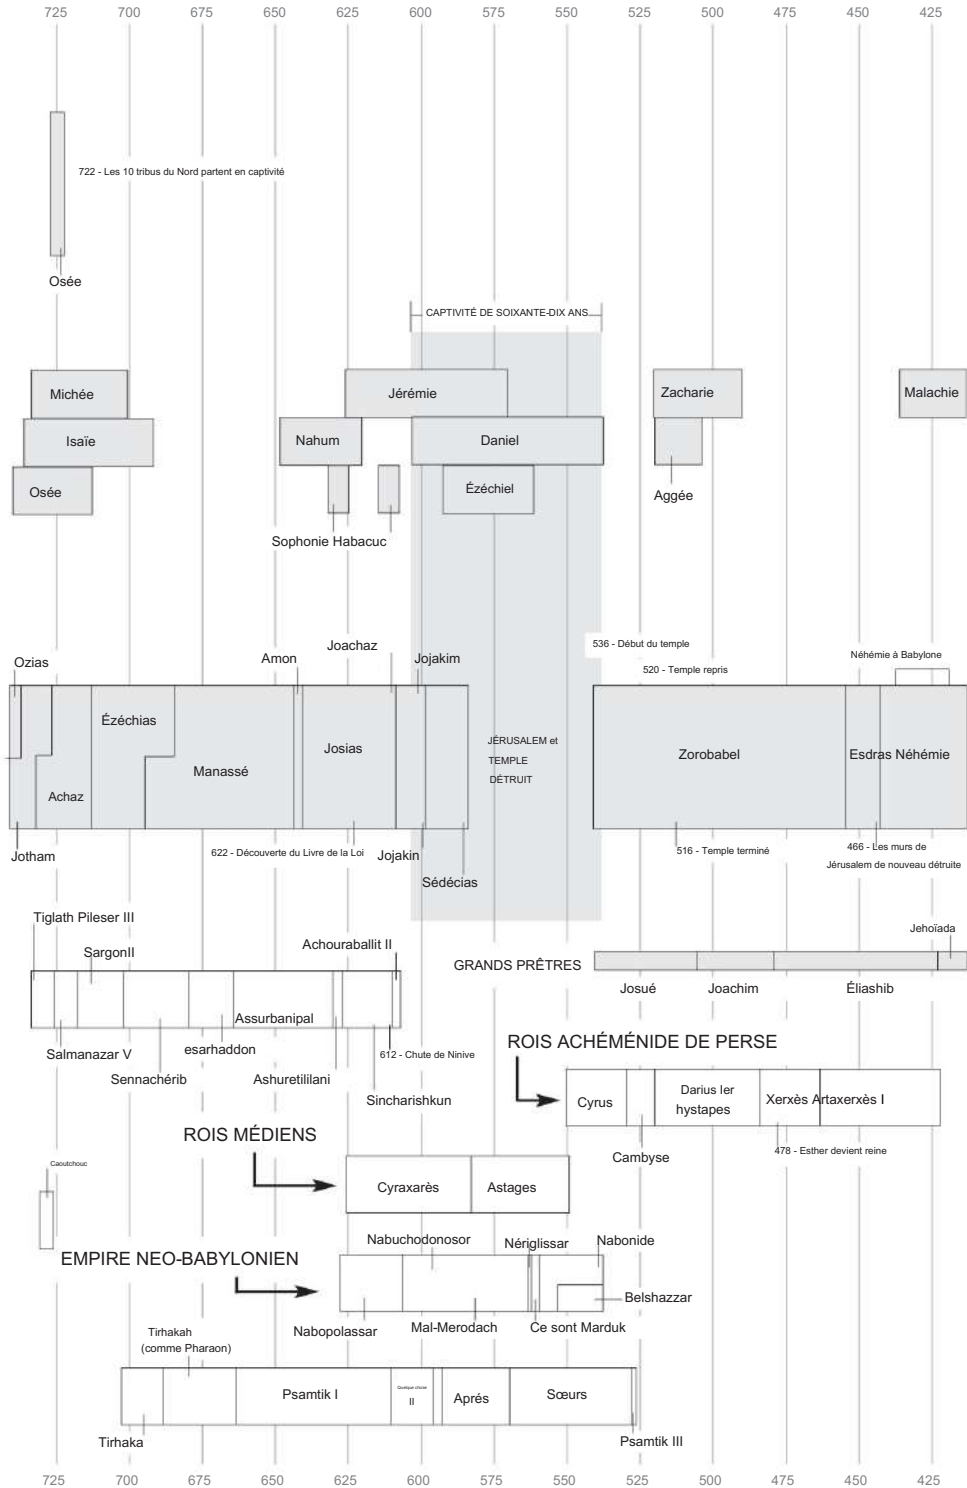 725 700 675 650 625 600 575 550 525 500 475 450 425
722 - Les 10 tribus du Nord partent en captivité
Osée
CAPTIVITÉ DE SOIXANTE-DIX ANS
Michée
Jérémie
Zacharie
Malachie
Isaïe
Nahum
Daniel
Osée
Ézéchiel
Aggée
Sophonie Habacuc
536 - Début du temple
Ozias
Amon
Joachaz
Jojakim
520 - Temple repris
Néhémie à Babylone
Ézéchias
Josias
Manassé
Achaz
JÉRUSALEM et
TEMPLE
DÉTRUIT
Zorobabel
Esdras Néhémie
Jotham
622 - Découverte du Livre de la Loi
Jojakin
Sédécias
516 - Temple terminé
466 - Les murs de
Jérusalem de nouveau détruite
Tiglath Pileser III
SargonII
Achouraballit II
Jehoïada
GRANDS PRÊTRES
Josué
Joachim
Éliashib
Assurbanipal
Salmanazar V
esarhaddon
612 - Chute de Ninive
Sennachérib
Ashuretililani
Sincharishkun
ROIS ACHÉMÉNIDE DE PERSE
Cyrus
Darius Ier
hystapes
Xerxès Artaxerxès I
Cambyse
478 - Esther devient reine
ROIS MÉDIENS
Caoutchouc
Cyraxarès
Astages
EMPIRE NEO-BABYLONIEN
Nabuchodonosor
Nériglissar
Nabonide
Belshazzar
Nabopolassar
Mal-Merodach
Ce sont Marduk
Tirhakah
(comme Pharaon)
Psamtik I
Quelque chose
II
Aprés
Sœurs
Tirhaka
Psamtik III
725 700 675 650 625 600 575 550 525 500 475 450 425